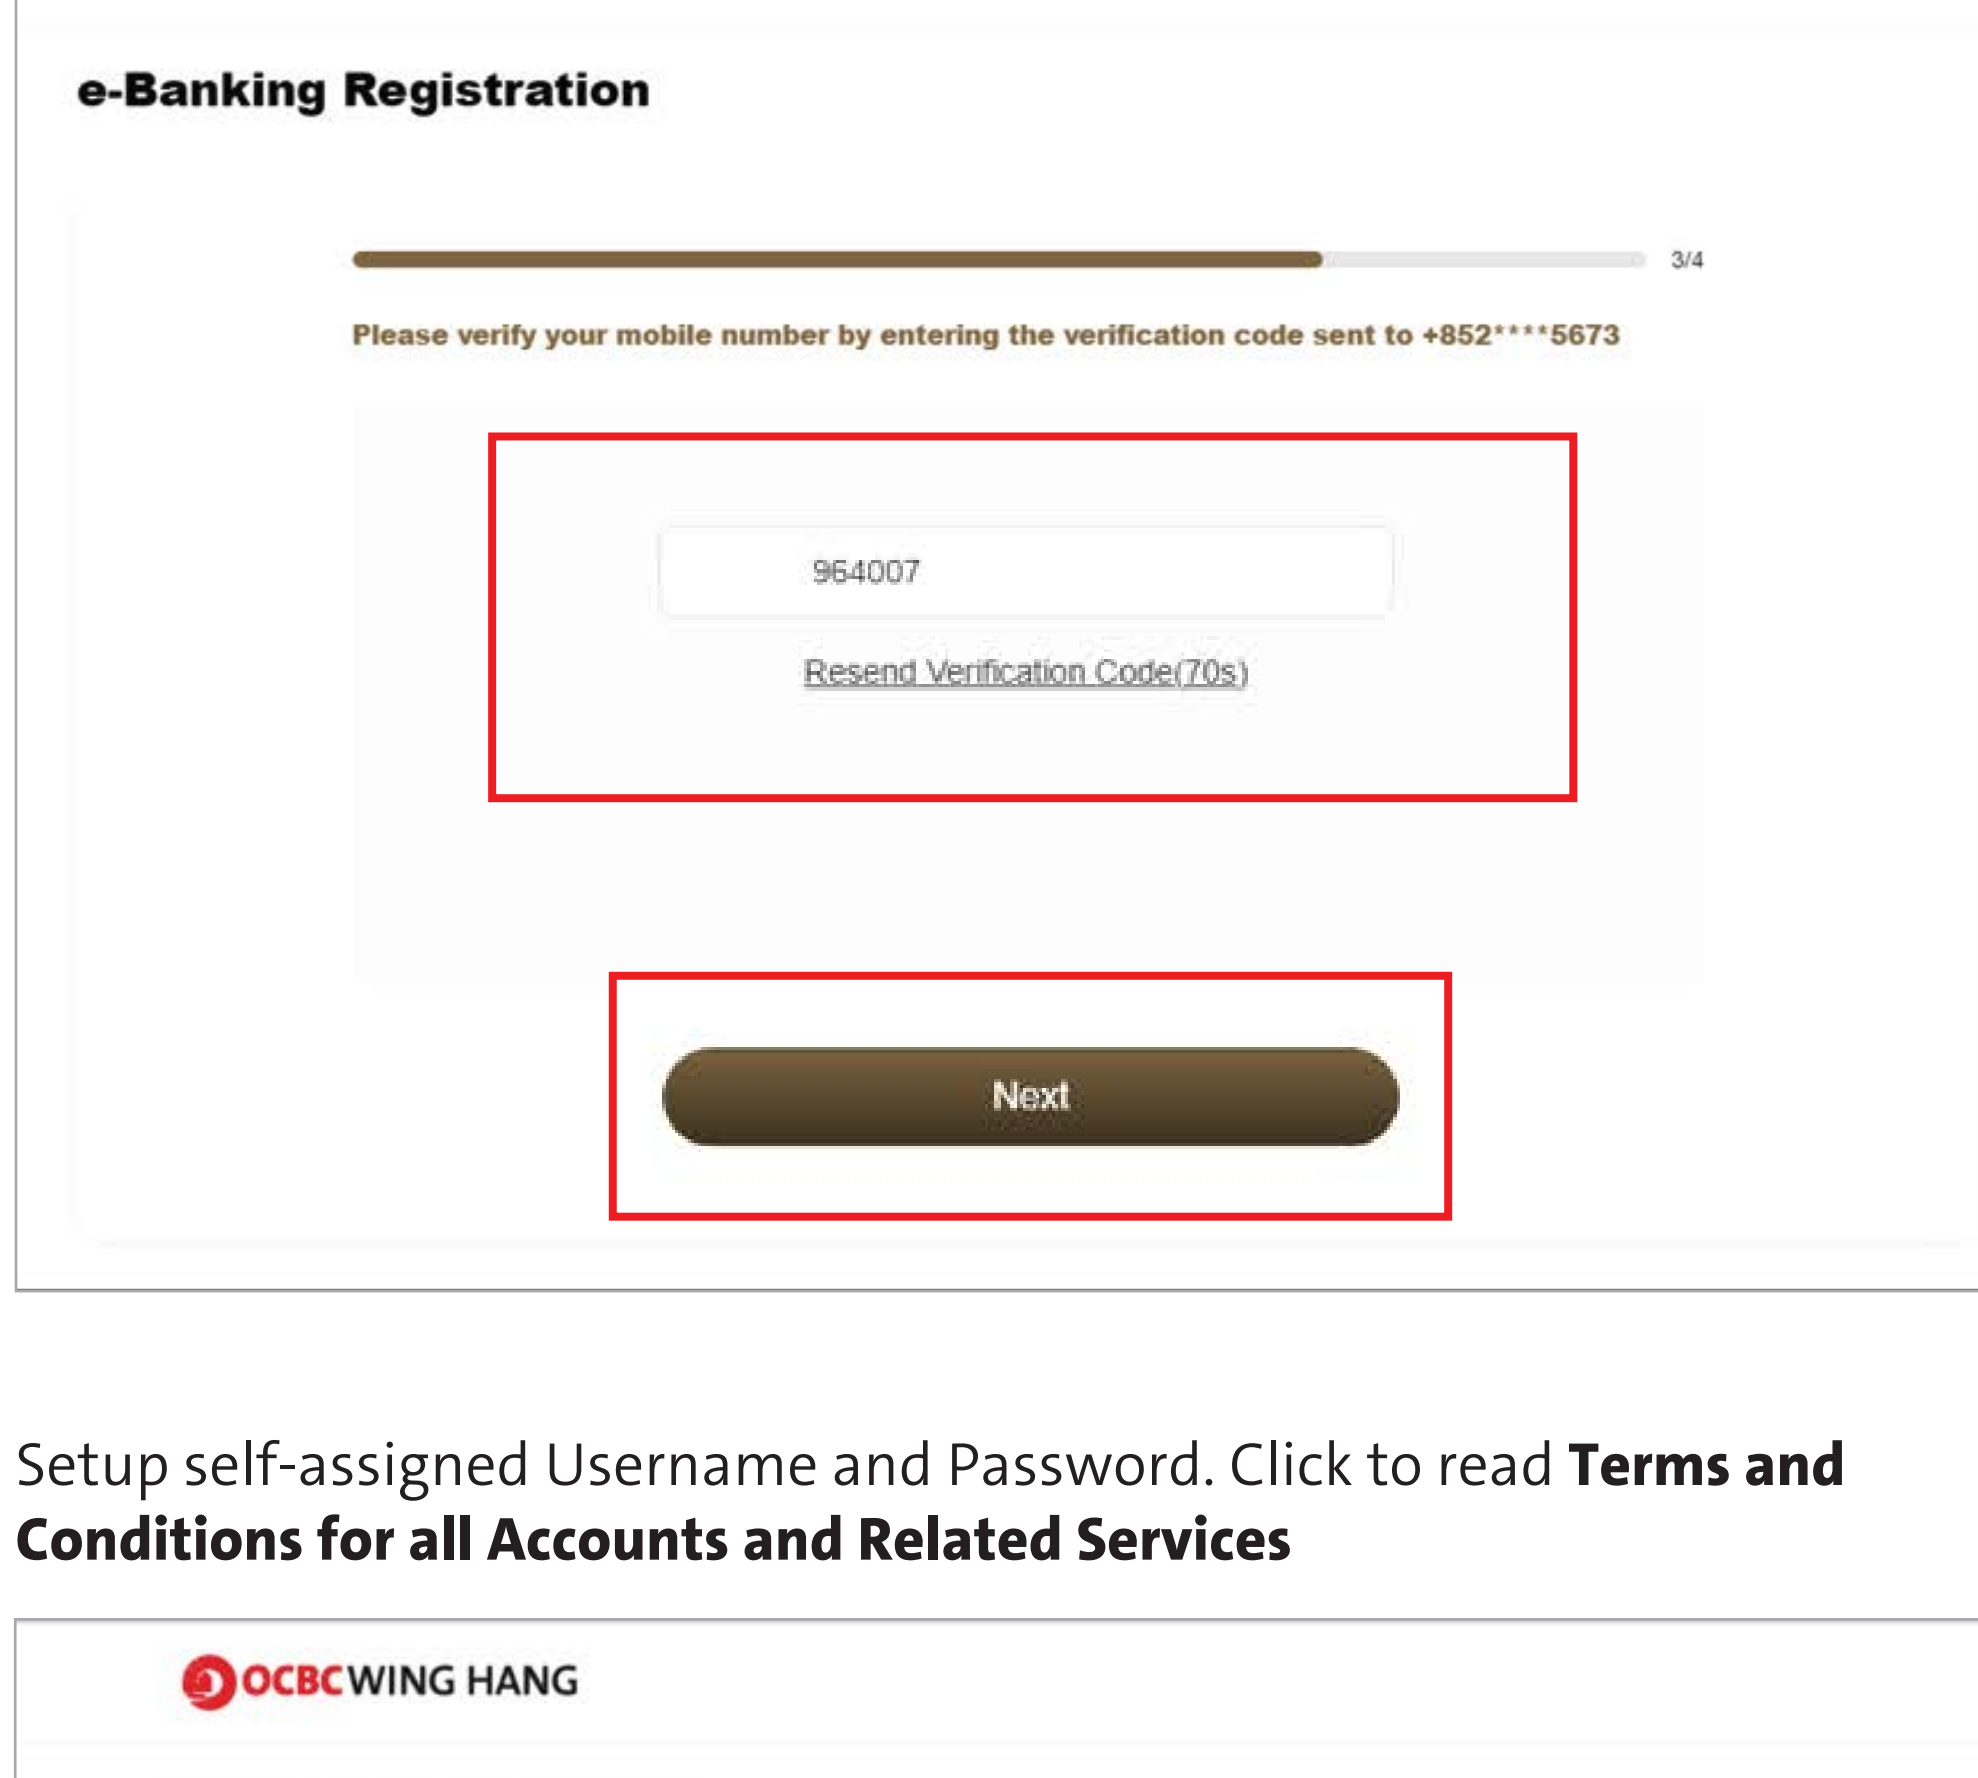 e-Banking Registration
3/4
Please verify your mobile number by entering the verification code sent to +852****5673
964007
Resend Verification Code(70s)
Next
Setup self-assigned Username and Password. Click to read Terms and
Conditions for all Accounts and Related Services
OCBC WING HANG